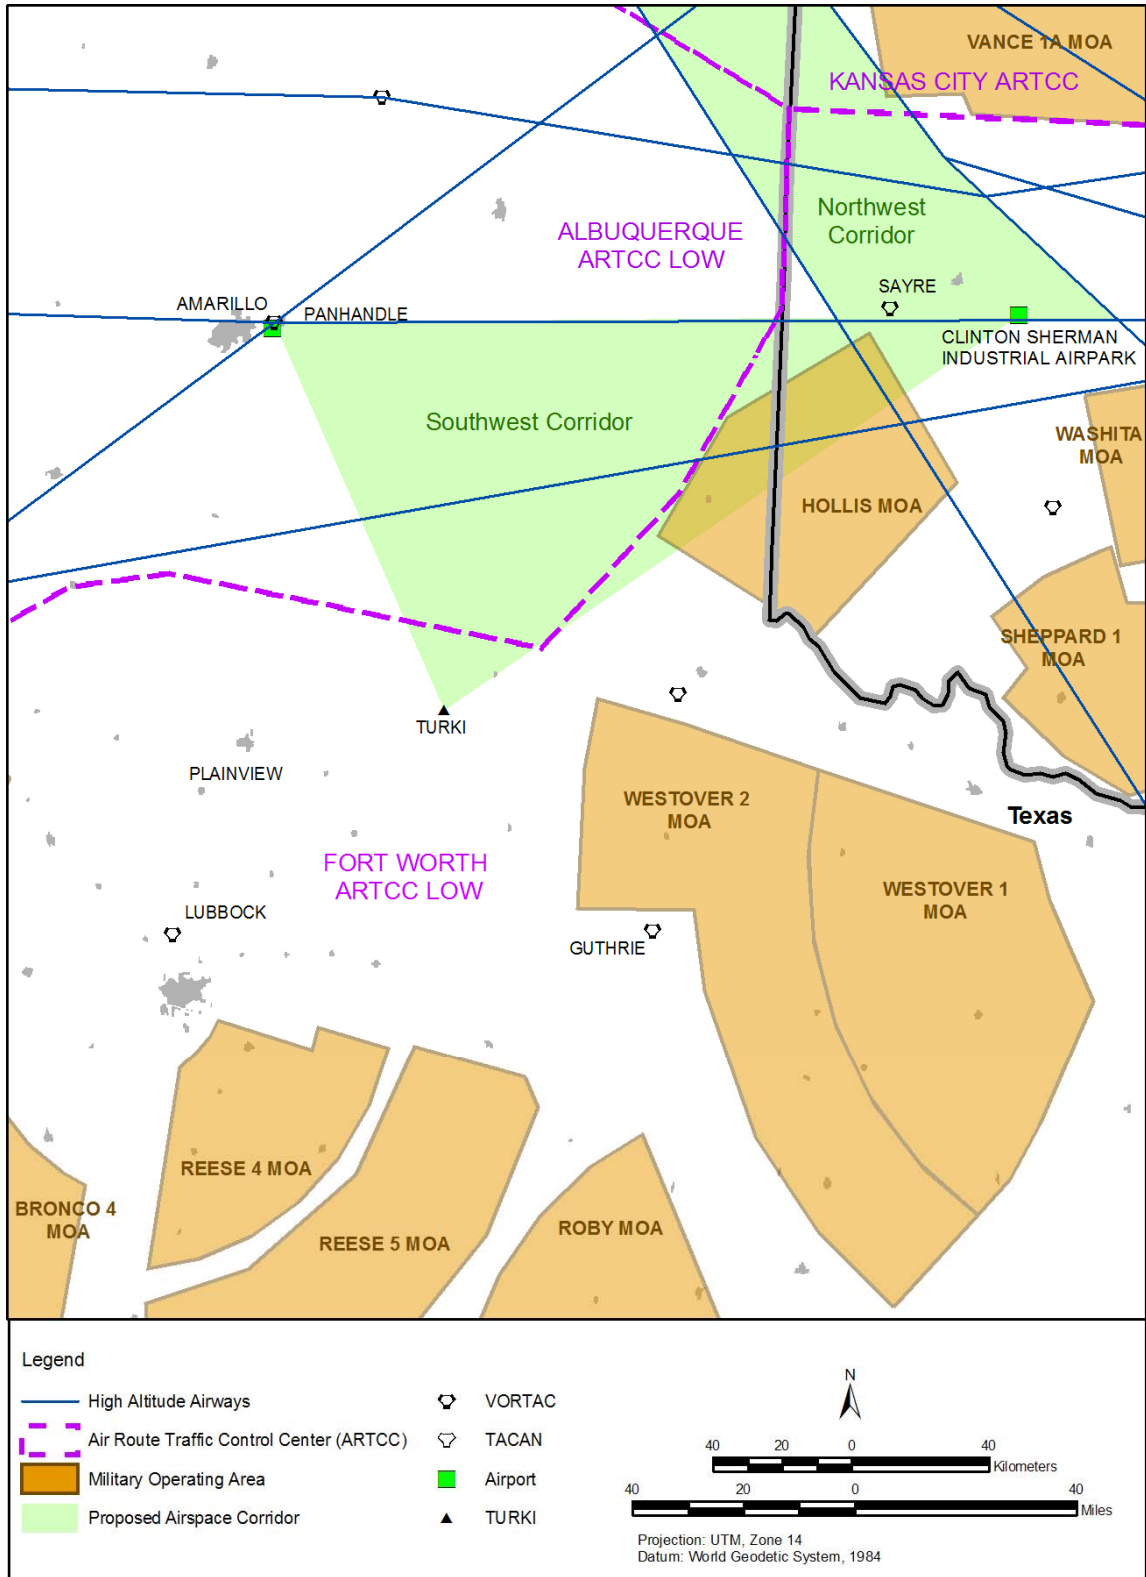 VANCE 1A MOA
KANSAS CITY ARTCC
Northwest
Corridor
ALBUQUERQUE
ARTCC LOW
SAYRE
AMARILLO
PANHANDLE
CLINTON SHERMAN
INDUSTRIAL AIRPARK
Southwest Corridor
WASHITA
MOA
HOLLIS MOA
SHEPPARD 1
MOA
TURKI
PLAINVIEW
WESTOVER 2
MOA
Texas
FORT WORTH
ARTCC LOW
WESTOVER 1
MOA
LUBBOCK
GUTHRIE
REESE 4 MOA
BRONCO 4
MOA
REESE 5 MOA
ROBY MOA
Legend
High Altitude Airways
Air Route Traffic Control Center (ARTCC)
Military Operating Area
Proposed Airspace Corridor
VORTAC
TACAN
Airport
TURKI
N
40 20 0 40
Kilometers
40 20 0 40
Miles
Projection: UTM, Zone 14
Datum: World Geodetic System, 1984